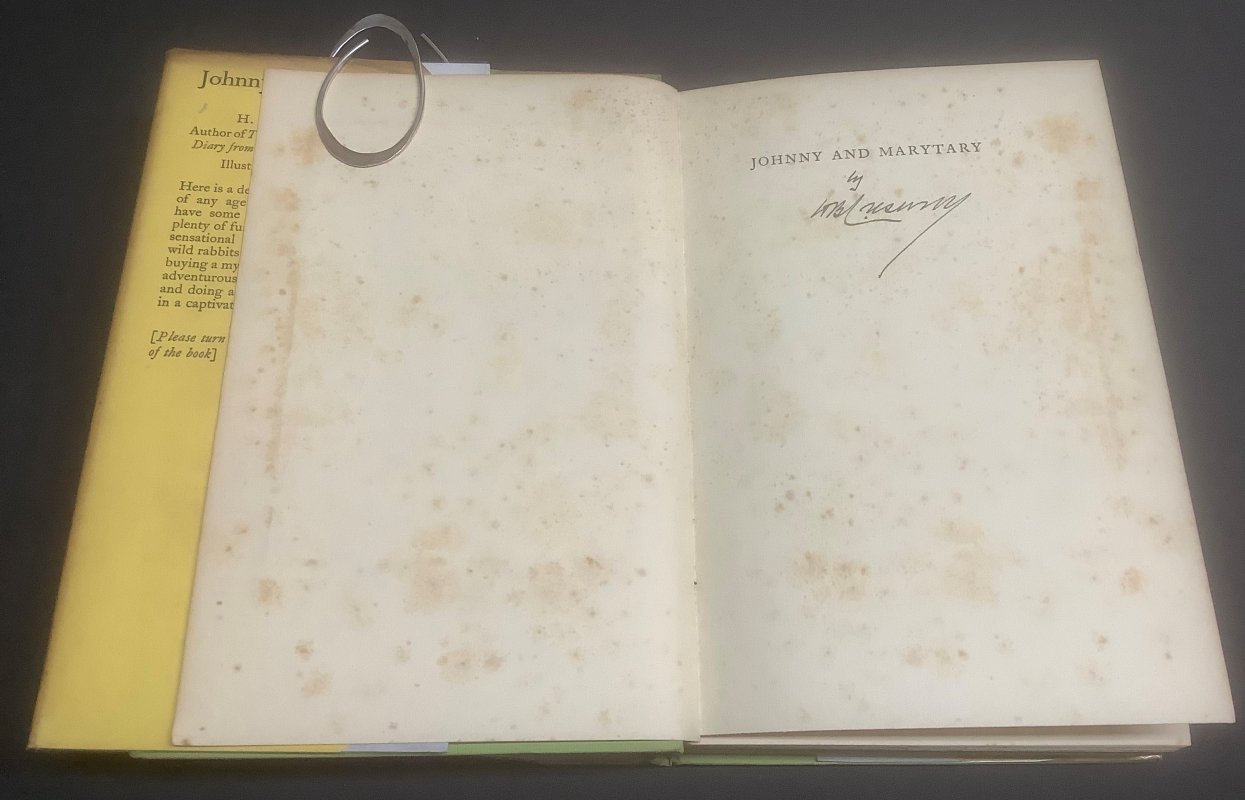 Johnny
H.
Author of T
Diary from
Illust
Here is a de
of any age
have some
plenty of fu
sensational
wild rabbits
buying a my
adventurous
and doing a
in a captivat
[Please turn
of the book]
JOHNNY AND MARYTARY
by